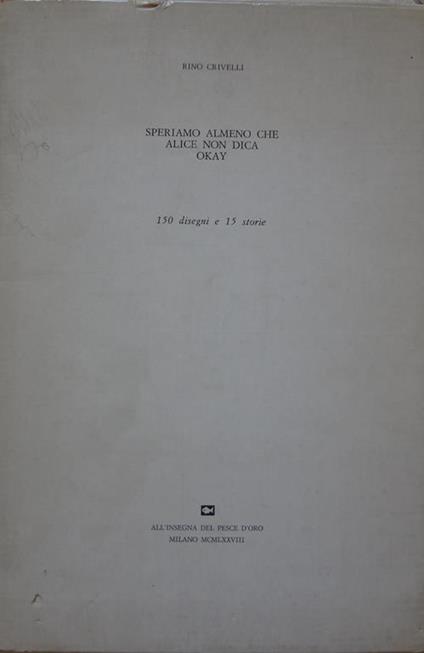 RINO CRIVELLI
SPERIAMO ALMENO CHE
ALICE NON DICA
OKAY
150 disegni e 15 storie
ALL'INSEGNA DEL PESCE D'ORO
MILANO MCMLXXVIII